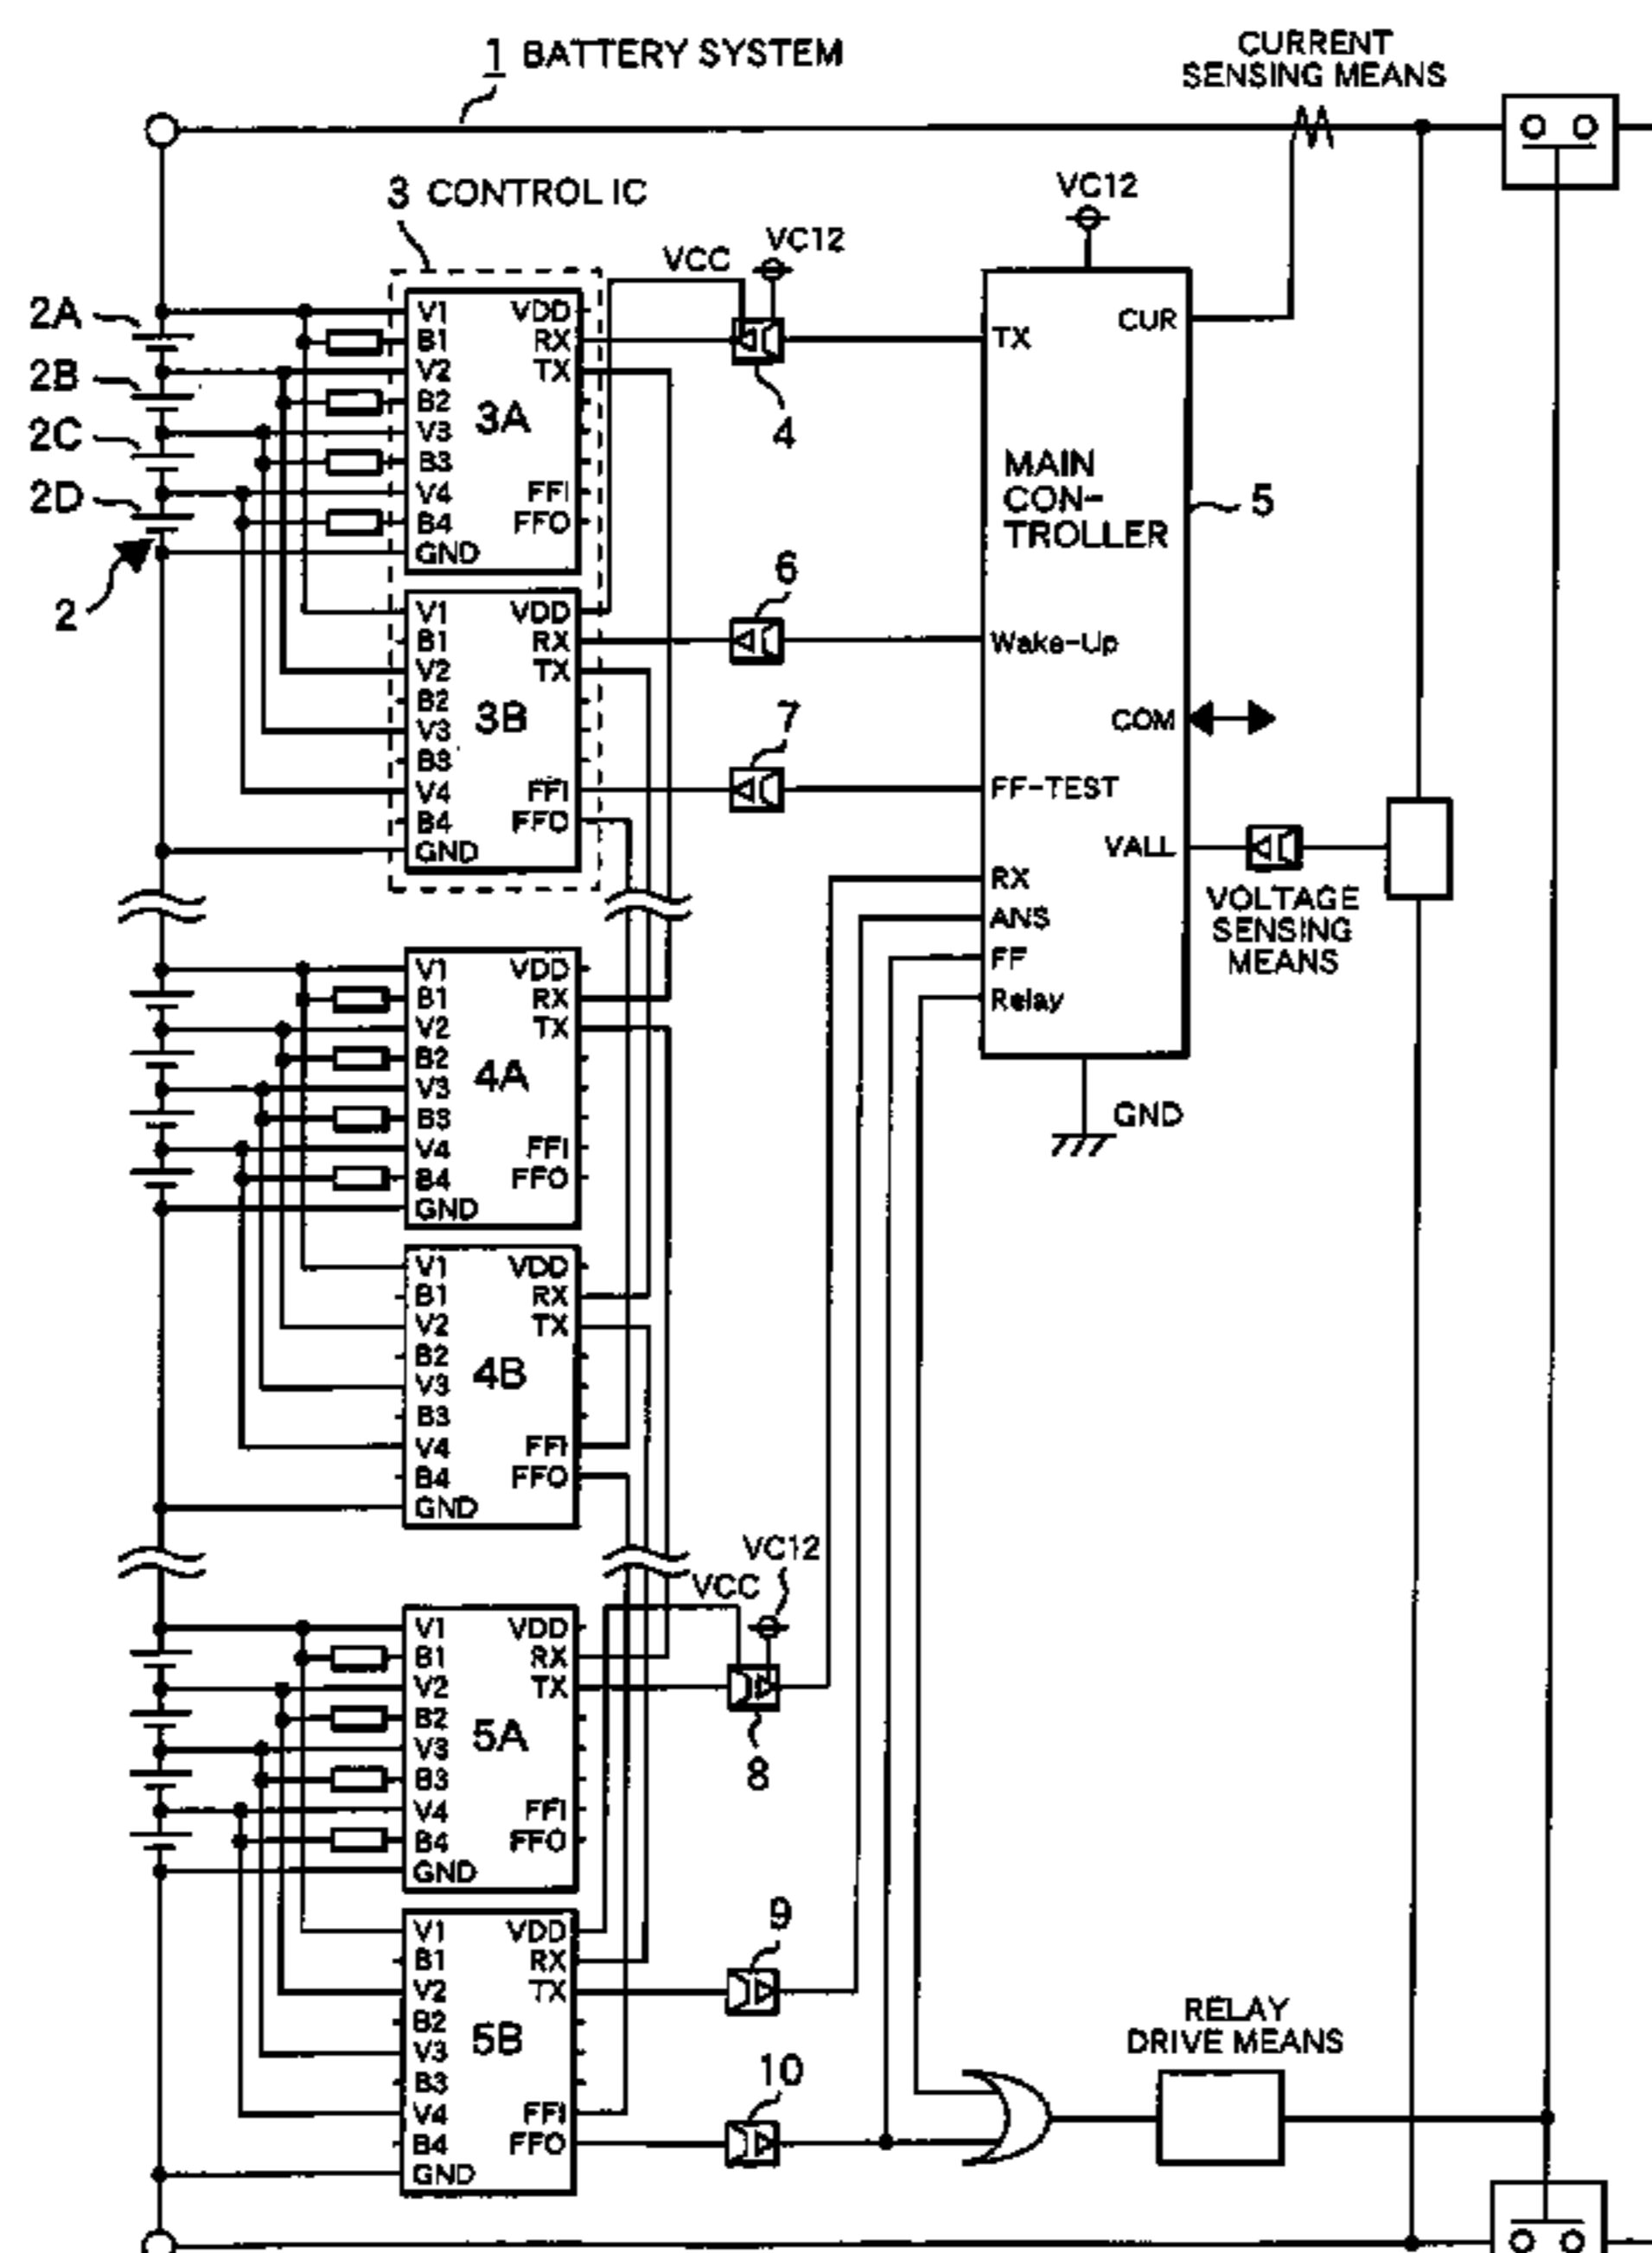 1 BATTERY SYSTEM
CURRENT
SENSING MEANS
3 CONTROL IC
VC12
VCC
VC12
2A
2B
2C
2D
2
V1 VDD
B1 RX
V2 TX
B2
V3
B3
V4 FFI
B4 FFO
GND
3A
4
TX
CUR
MAIN
CON-
TROLLER
5
V1 VDD
B1 RX
V2 TX
B2
V3
B3
V4 FFI
B4 FFO
GND
3B
6
7
Wake-Up
COM
FF-TEST
VALL
RX
ANS
FF
Relay
GND
VOLTAGE
SENSING
MEANS
V1 VDD
B1 RX
V2 TX
B2
V3
B3
V4 FFI
B4 FFO
GND
4A
V1 VDD
B1 RX
V2 TX
B2
V3
B3
V4 FFI
B4 FFO
GND
4B
VC12
VCC
V1 VDD
B1 RX
V2 TX
B2
V3
B3
V4 FFI
B4 FFO
GND
5A
8
V1 VDD
B1 RX
V2 TX
B2
V3
B3
V4 FFI
B4 FFO
GND
5B
9
10
RELAY
DRIVE MEANS